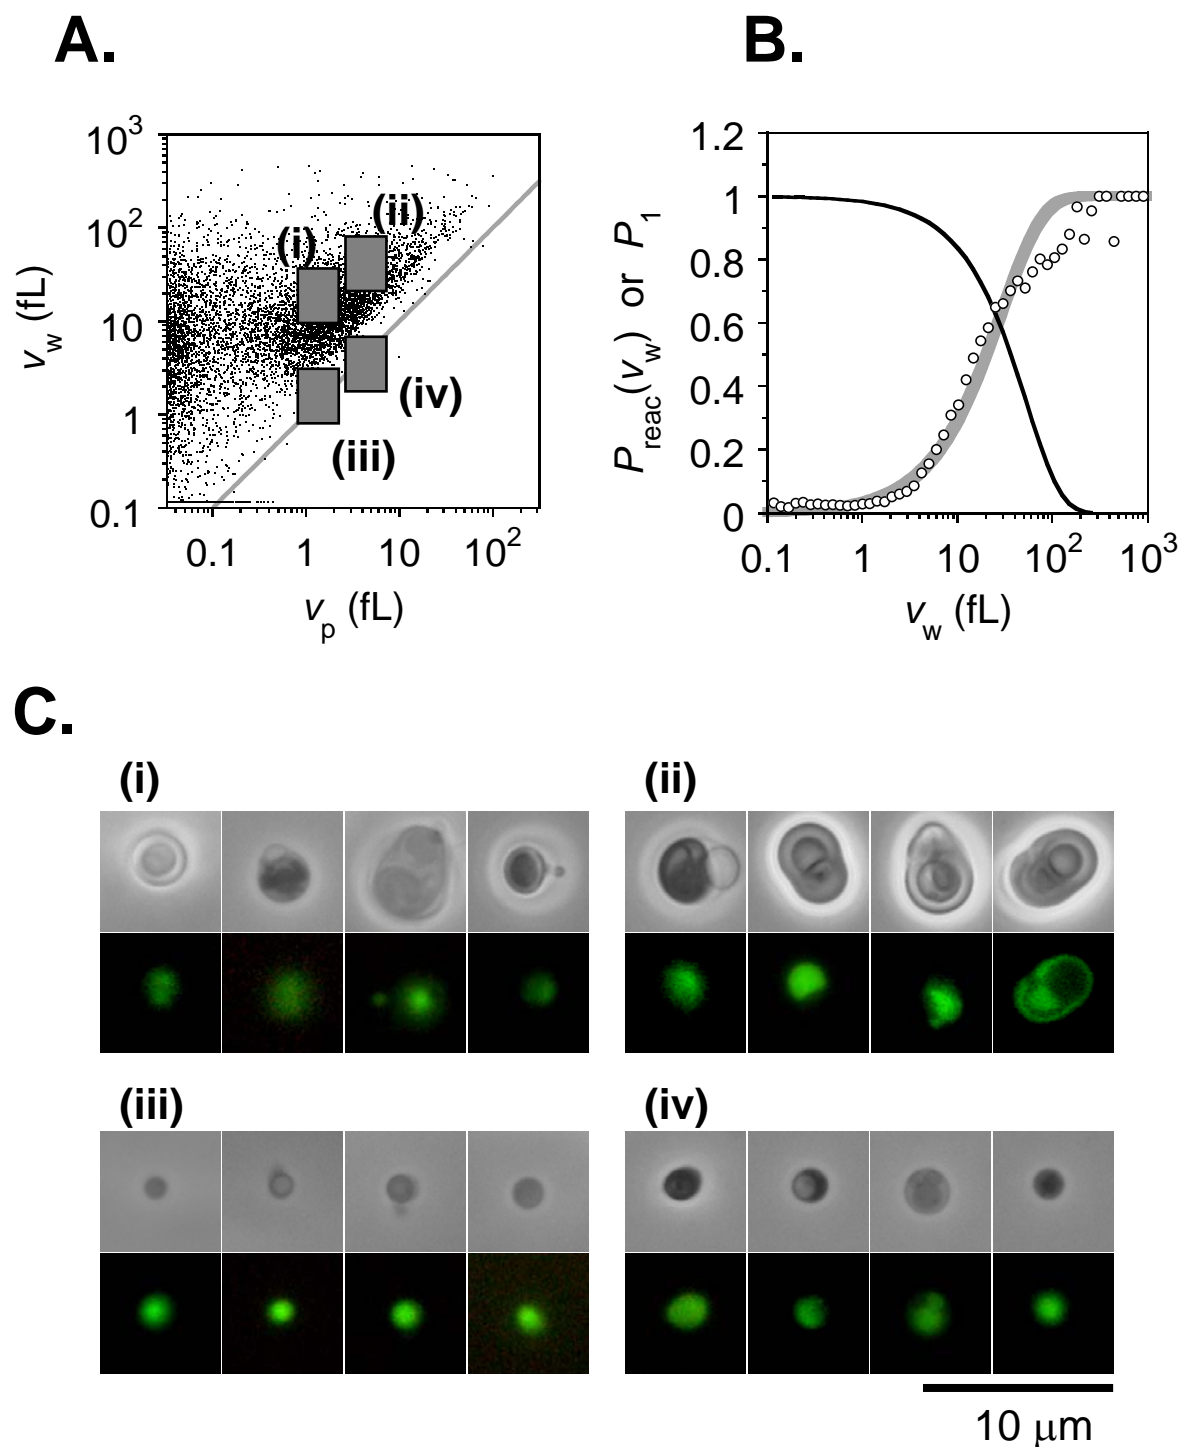 A.
B.
10³
10²
10
1
0.1
v_w (fL)
(i)
(ii)
(iii)
(iv)
0.1 1 10 10²
v_p (fL)
1.2
1
0.8
0.6
0.4
0.2
0
P_reac(v_w) or P_1
0.1 1 10 10² 10³
v_w (fL)
C.
(i)
(ii)
(iii)
(iv)
10 μm